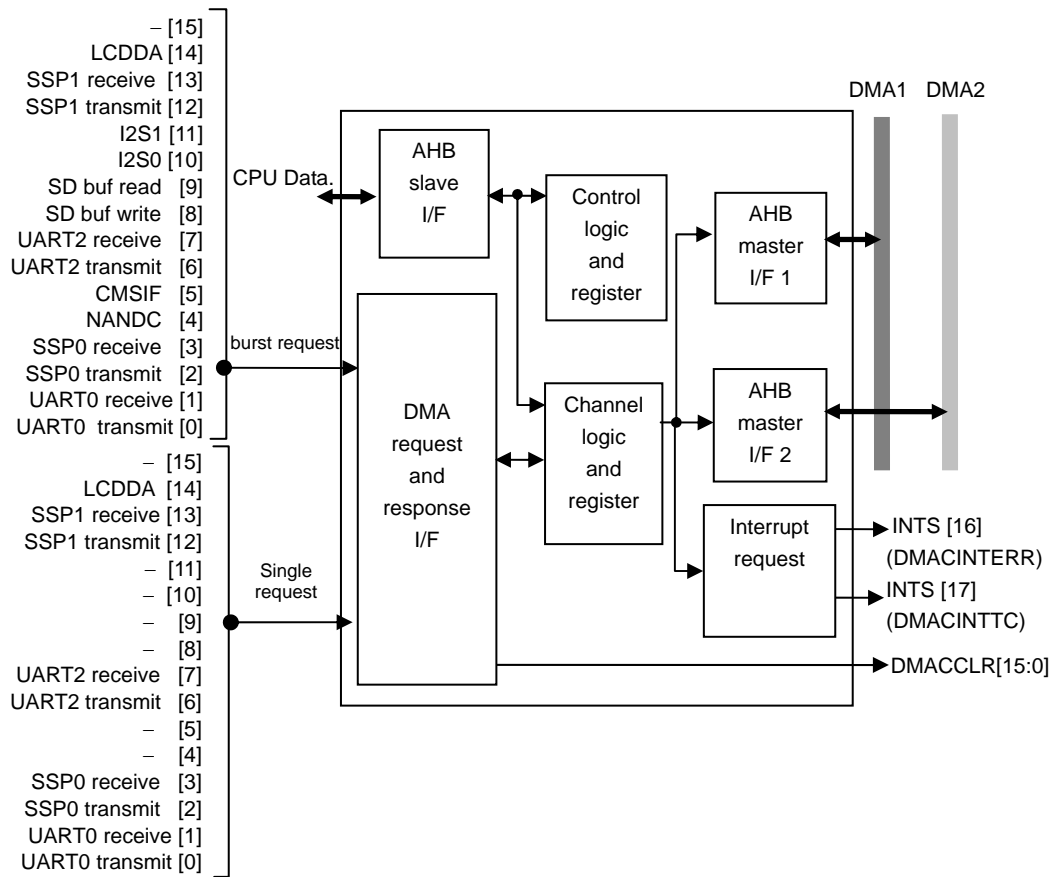 – [15]
LCDDA [14]
SSP1 receive [13]
SSP1 transmit [12]
I2S1 [11]
I2S0 [10]
SD buf read [9]
SD buf write [8]
UART2 receive [7]
UART2 transmit [6]
CMSIF [5]
NANDC [4]
SSP0 receive [3]
SSP0 transmit [2]
UART0 receive [1]
UART0 transmit [0]
– [15]
LCDDA [14]
SSP1 receive [13]
SSP1 transmit [12]
– [11]
– [10]
– [9]
– [8]
UART2 receive [7]
UART2 transmit [6]
– [5]
– [4]
SSP0 receive [3]
SSP0 transmit [2]
UART0 receive [1]
UART0 transmit [0]
CPU Data.
burst request
Single
request
AHB
slave
I/F
DMA
request
and
response
I/F
Control
logic
and
register
Channel
logic
and
register
AHB
master
I/F 1
AHB
master
I/F 2
Interrupt
request
DMA1
DMA2
INTS [16]
(DMACINTERR)
INTS [17]
(DMACINTTC)
DMACCLR[15:0]